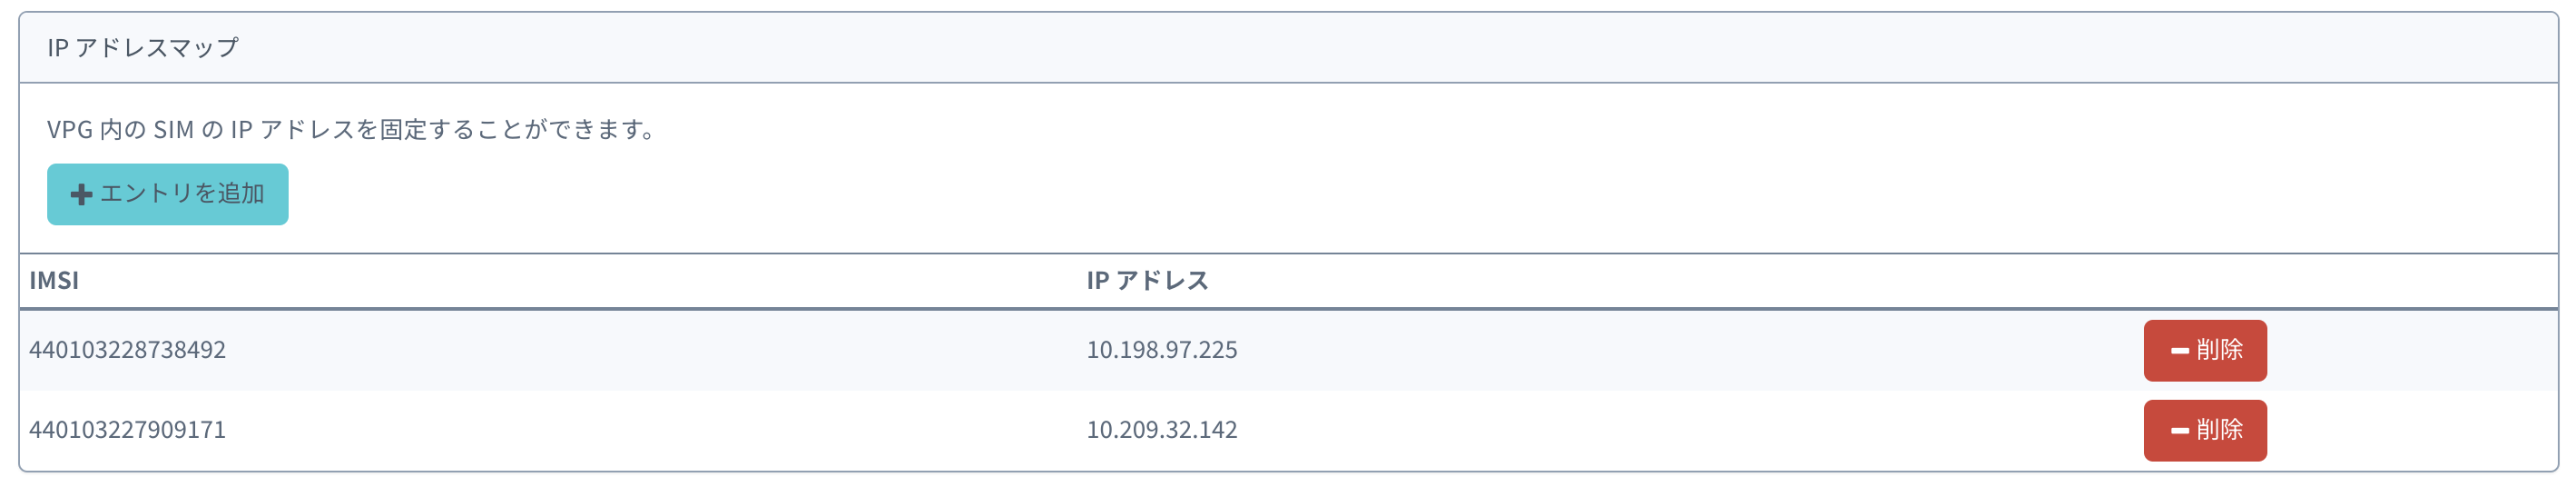 IP アドレスマップ
VPG 内の SIM の IP アドレスを固定することができます。
エントリを追加
IMSI IP アドレス
440103228738492 10.198.97.225 削除
440103227909171 10.209.32.142 削除